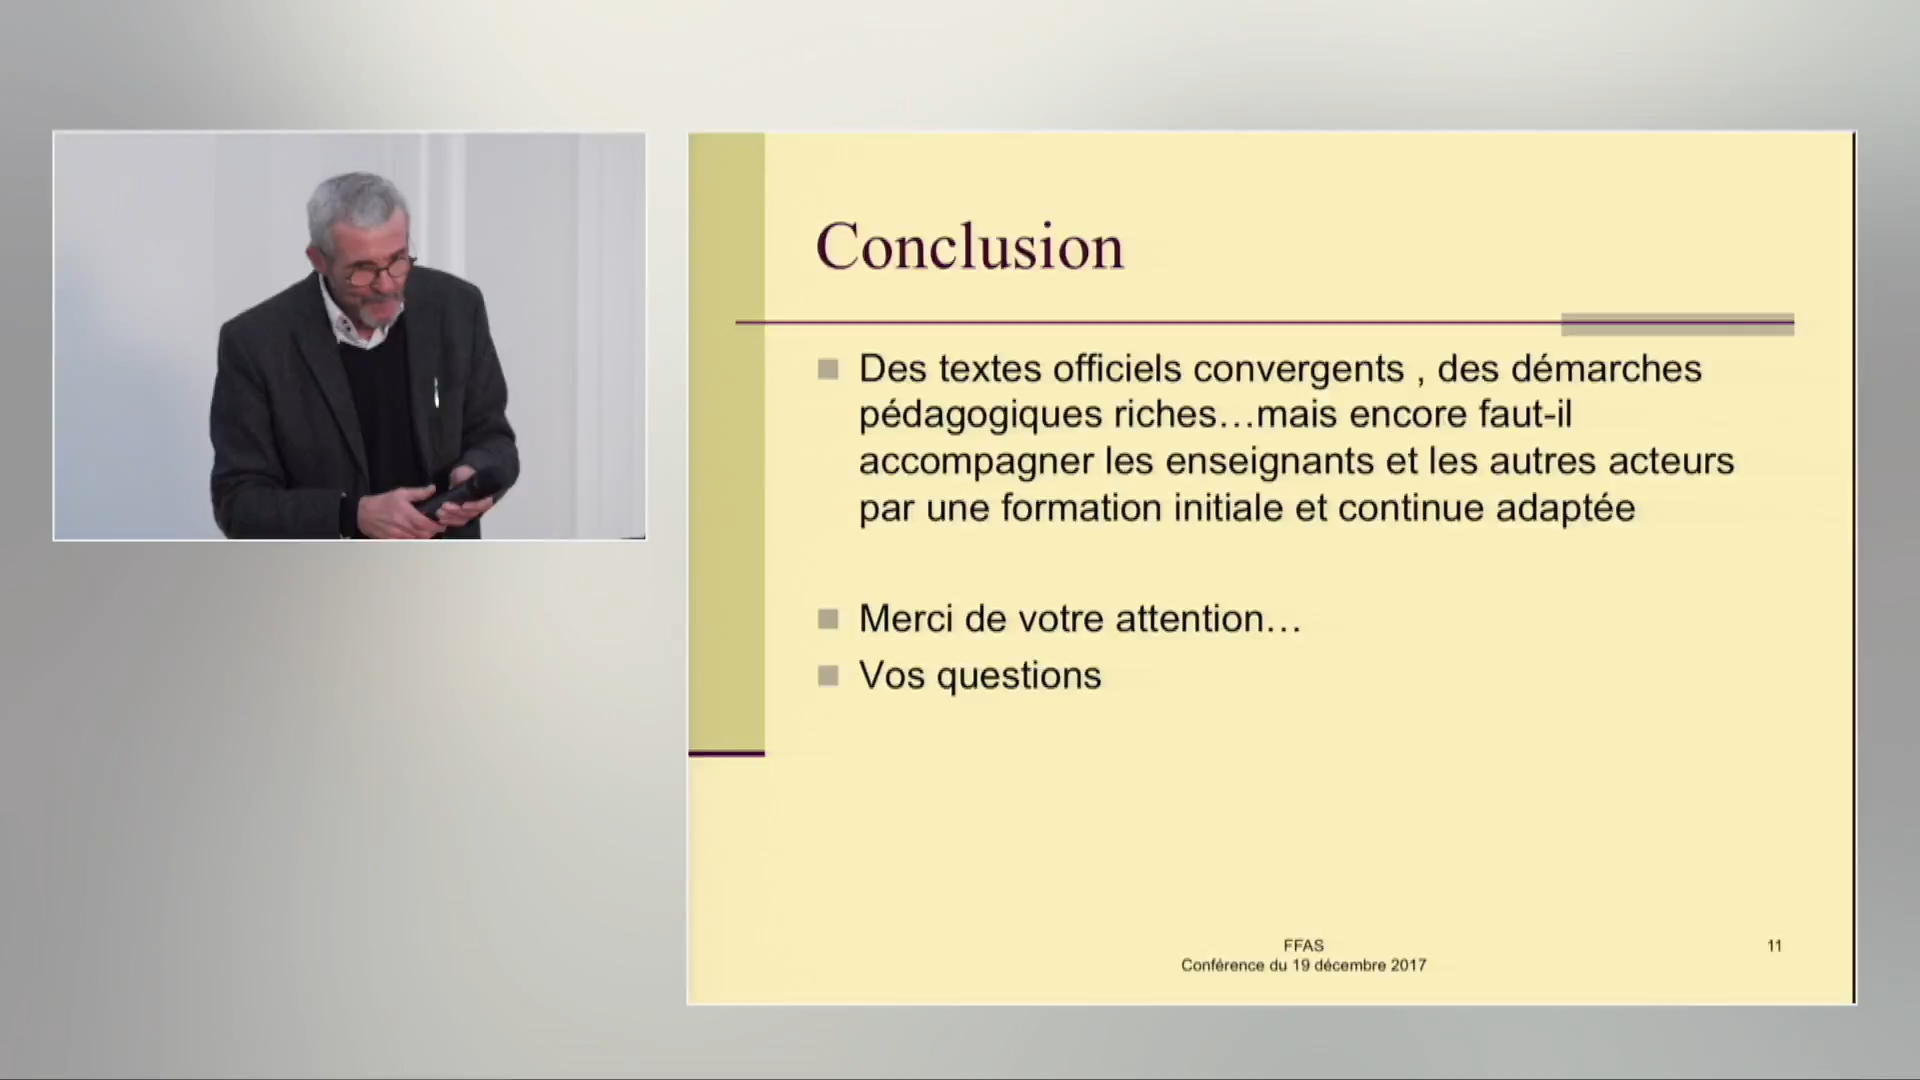 Conclusion
Des textes officiels convergents , des démarches
pédagogiques riches…mais encore faut-il
accompagner les enseignants et les autres acteurs
par une formation initiale et continue adaptée
Merci de votre attention…
Vos questions
FFAS
Conférence du 19 décembre 2017
11